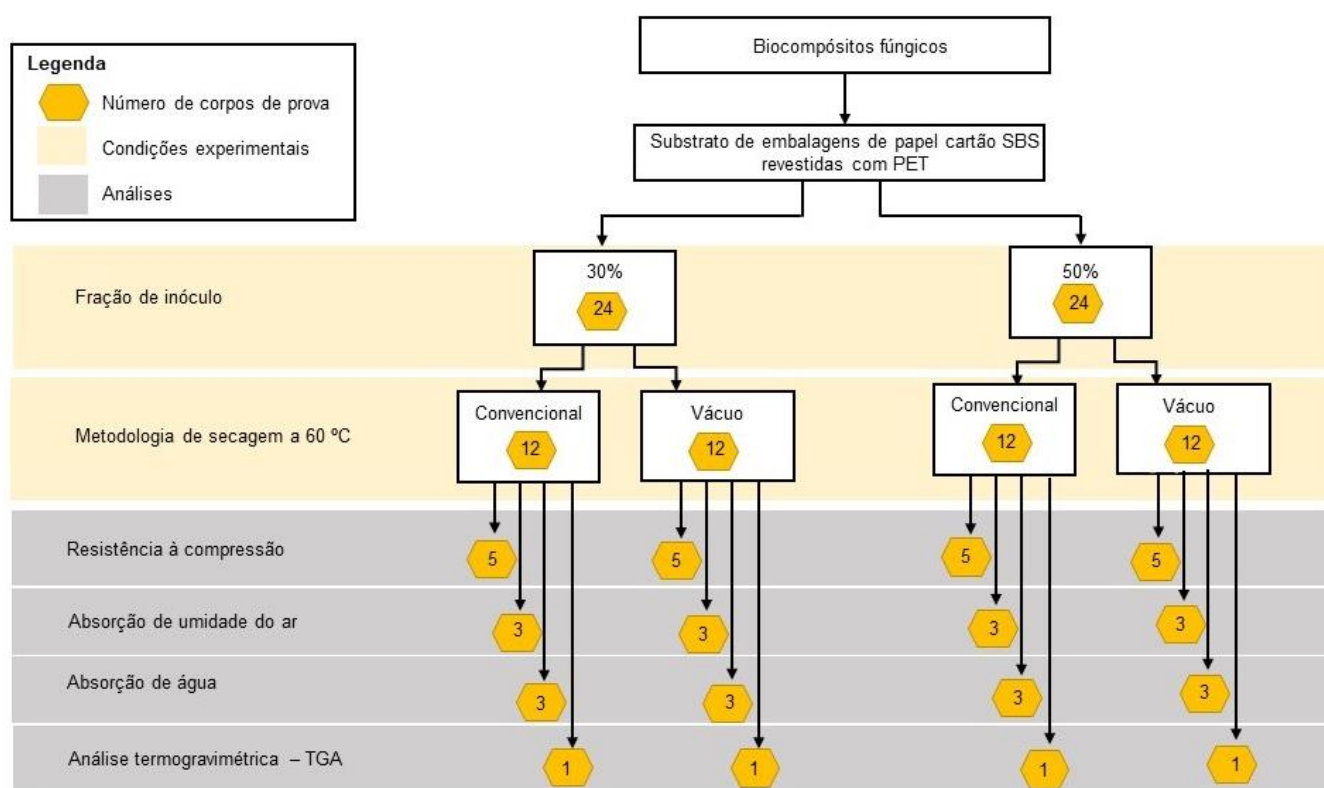 Biocompósitos fúngicos
Legenda
Número de corpos de prova
Condições experimentais
Análises
Substrato de embalagens de papel cartão SBS
revestidas com PET
Fração de inóculo
30%
24
50%
24
Metodologia de secagem a 60 ºC
Convencional
12
Vácuo
12
Convencional
12
Vácuo
12
Resistência à compressão
5
5
5
5
Absorção de umidade do ar
3
3
3
3
Absorção de água
3
3
3
3
Análise termogravimétrica – TGA
1
1
1
1